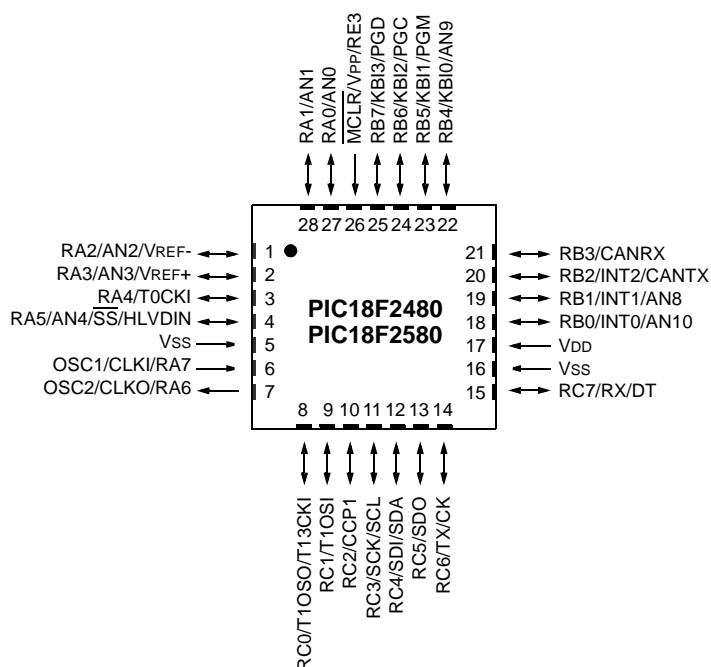 RA1/AN1
RA0/AN0
MCLR/VPP/RE3
RB7/KBI3/PGD
RB6/KBI2/PGC
RB5/KBI1/PGM
RB4/KBI0/AN9
28 27 26 25 24 23 22
RA2/AN2/VREF- 1
RA3/AN3/VREF+ 2
RA4/T0CKI 3
RA5/AN4/SS/HLVDIN 4
VSS 5
OSC1/CLKI/RA7 6
OSC2/CLKO/RA6 7
PIC18F2480
PIC18F2580
21 RB3/CANRX
20 RB2/INT2/CANTX
19 RB1/INT1/AN8
18 RB0/INT0/AN10
17 VDD
16 VSS
15 RC7/RX/DT
8 9 10 11 12 13 14
RC0/T1OSO/T13CKI
RC1/T1OSI
RC2/CCP1
RC3/SCK/SCL
RC4/SDI/SDA
RC5/SDO
RC6/TX/CK